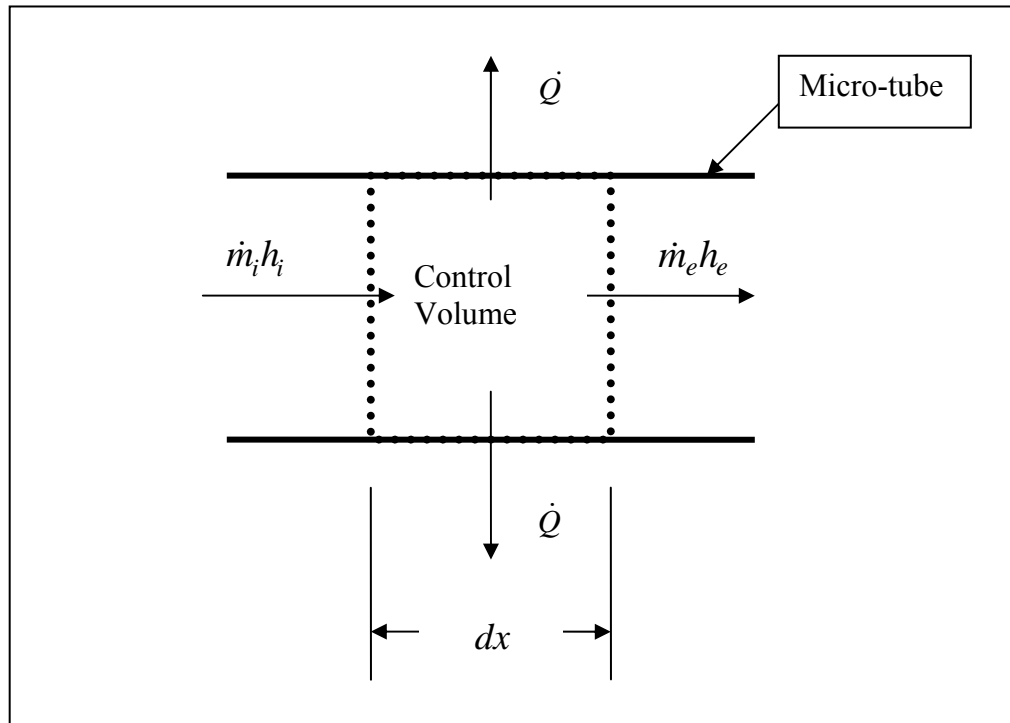 Q̇
Micro-tube
ṁᵢhᵢ
Control
Volume
ṁₑhₑ
Q̇
dx